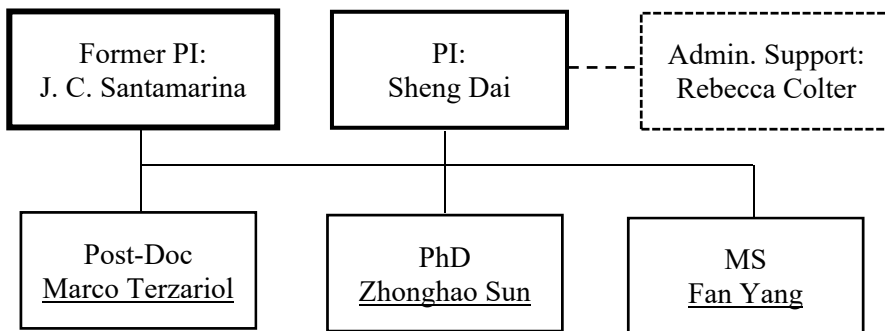 Former PI:
J. C. Santamarina
PI:
Sheng Dai
Admin. Support:
Rebecca Colter
Post-Doc
Marco Terzariol
PhD
Zhonghao Sun
MS
Fan Yang